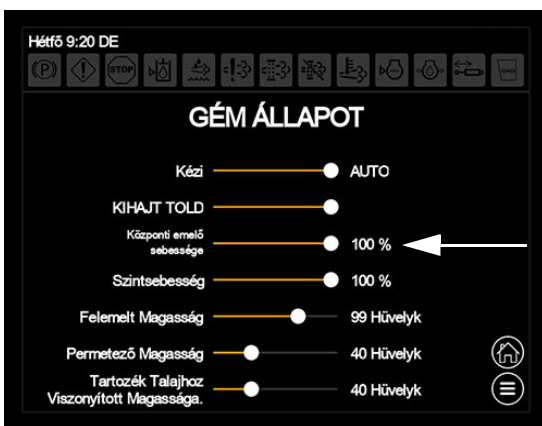 Hétfő 9:20 DE
(P) STOP
GÉM ÁLLAPOT
Kézi AUTO
KIHAJT TOLD
Központi emelő
sebessége 100 %
Szintsebesség 100 %
Felemelt Magasság 99 Hüvelyk
Permetező Magasság 40 Hüvelyk
Tartozék Talajhoz
Viszonyított Magassága. 40 Hüvelyk